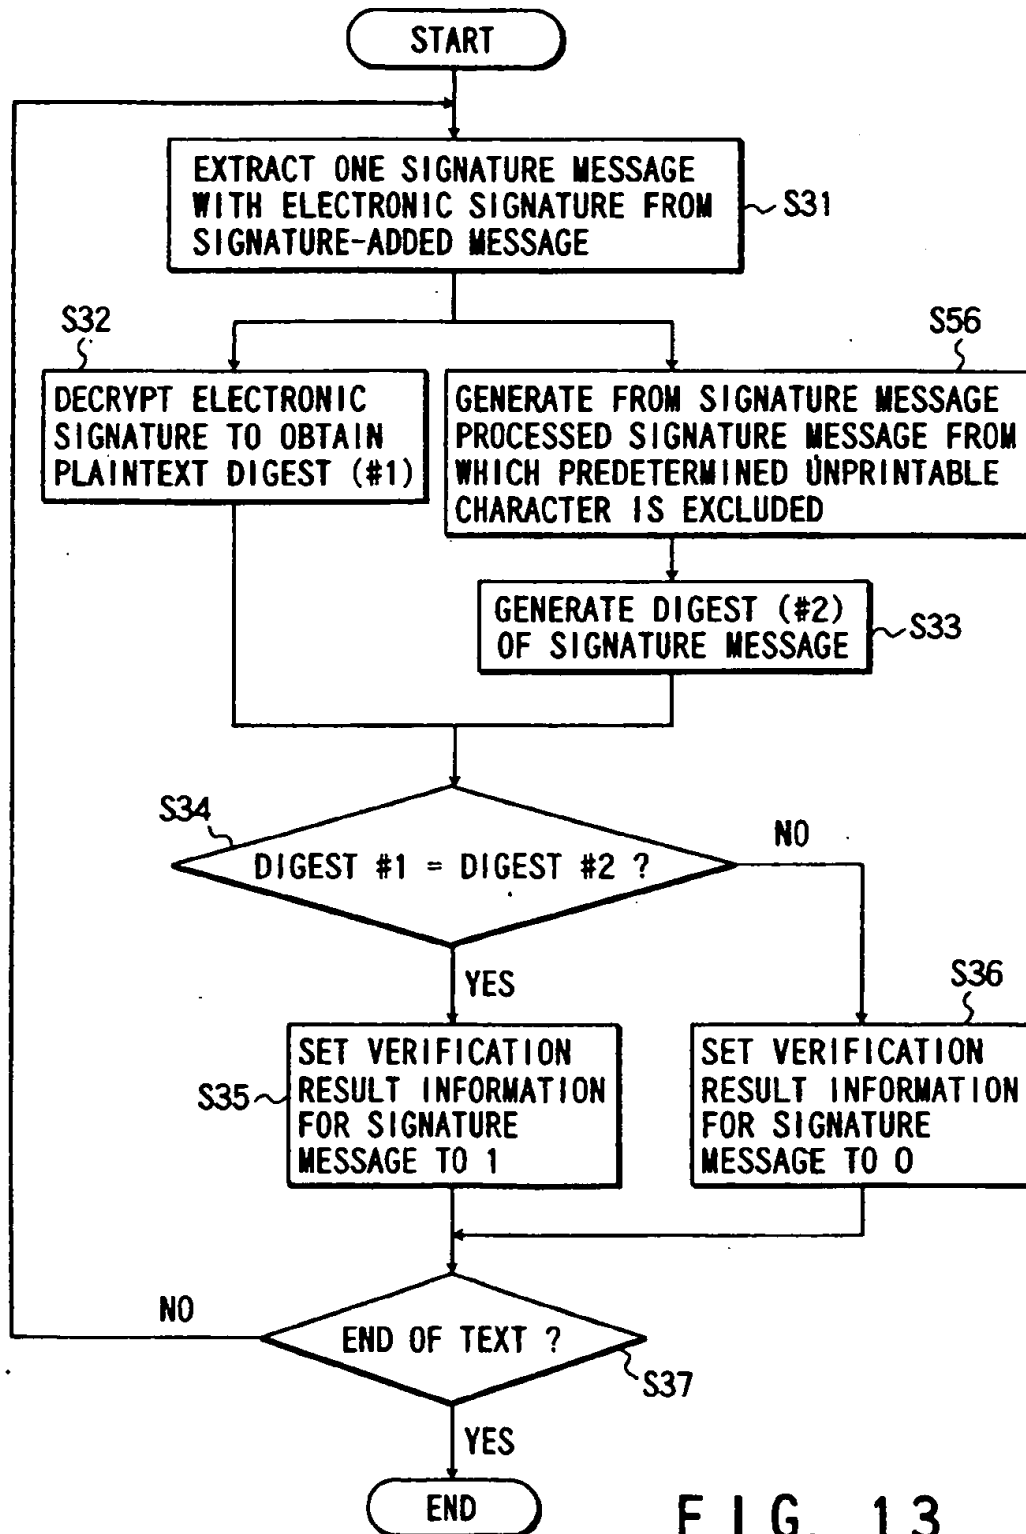 START
EXTRACT ONE SIGNATURE MESSAGE
WITH ELECTRONIC SIGNATURE FROM
SIGNATURE-ADDED MESSAGE
S31
S32
DECRYPT ELECTRONIC
SIGNATURE TO OBTAIN
PLAINTEXT DIGEST (#1)
S56
GENERATE FROM SIGNATURE MESSAGE
PROCESSED SIGNATURE MESSAGE FROM
WHICH PREDETERMINED UNPRINTABLE
CHARACTER IS EXCLUDED
GENERATE DIGEST (#2)
OF SIGNATURE MESSAGE
S33
S34
DIGEST #1 = DIGEST #2 ?
NO
YES
S35
SET VERIFICATION
RESULT INFORMATION
FOR SIGNATURE
MESSAGE TO 1
S36
SET VERIFICATION
RESULT INFORMATION
FOR SIGNATURE
MESSAGE TO 0
NO
END OF TEXT ?
S37
YES
END
FIG. 13